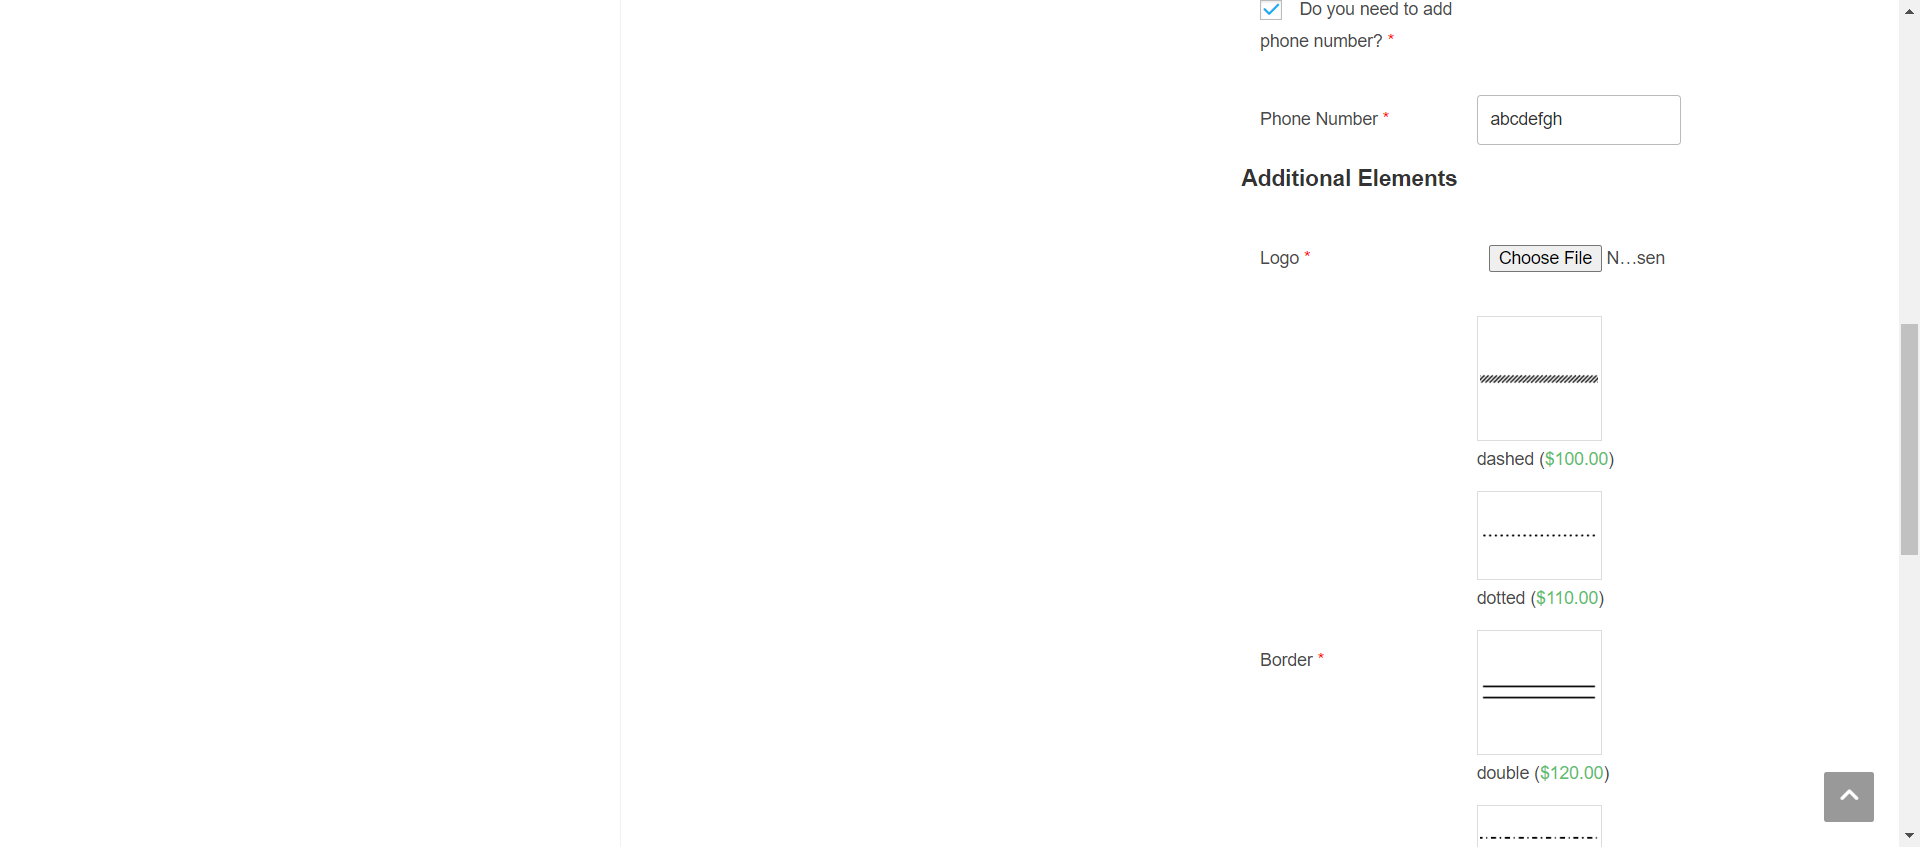 Do you need to add
phone number? *
Phone Number *
abcdefgh
Additional Elements
Logo *
Choose File N...sen
dashed ($100.00)
dotted ($110.00)
Border *
double ($120.00)